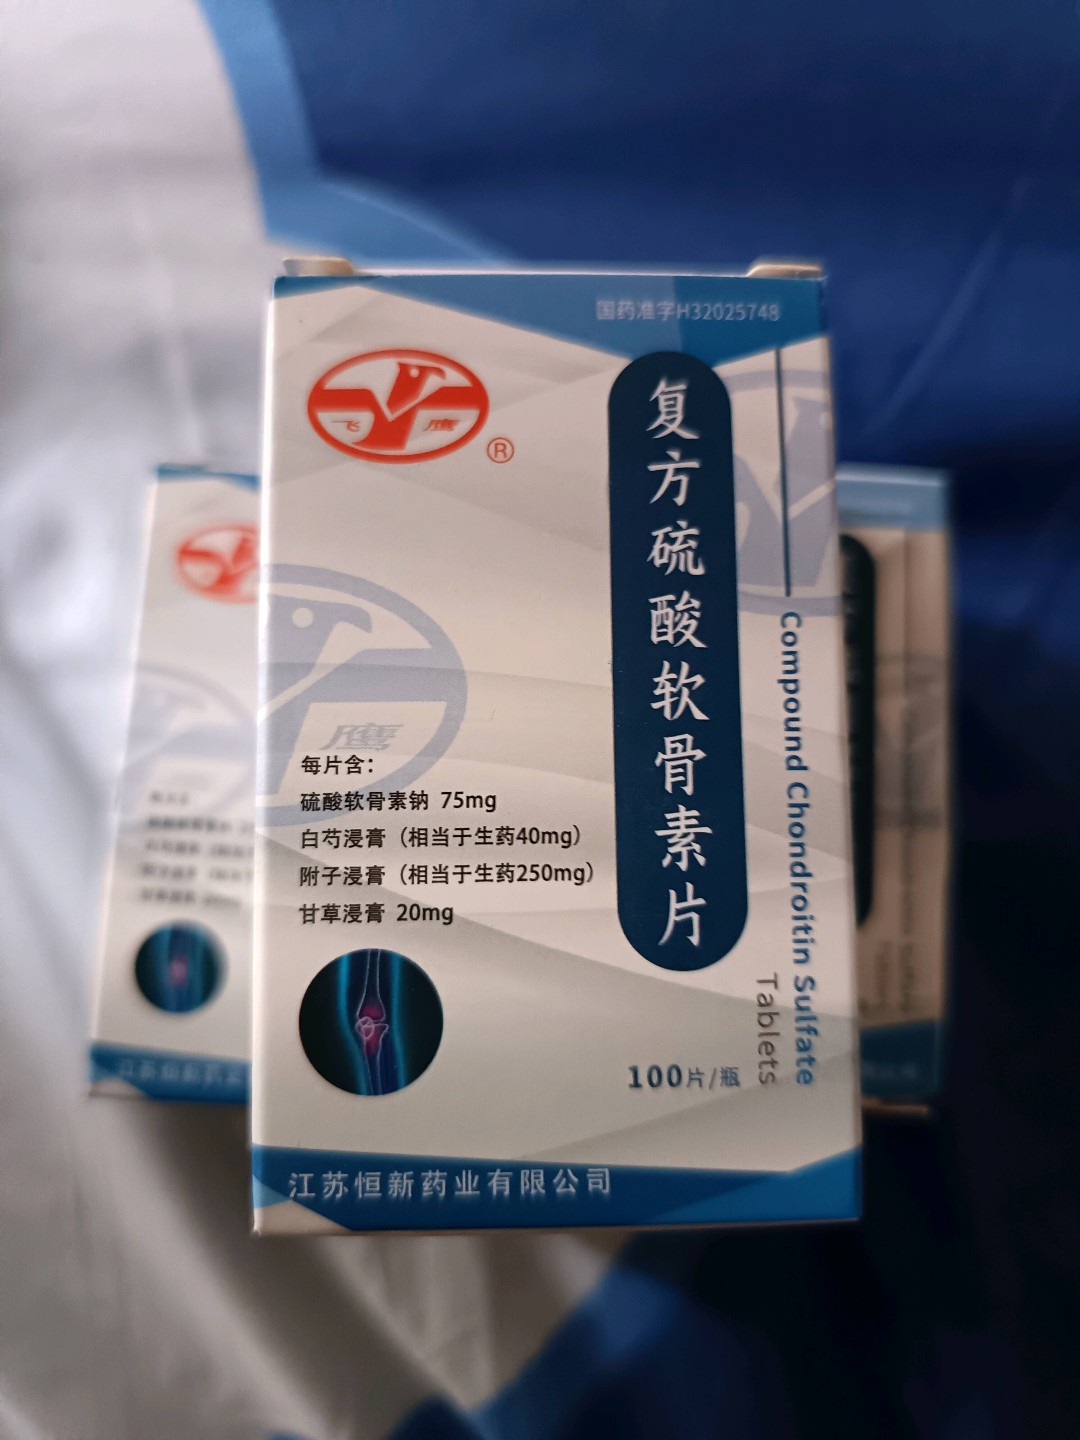 国药准字H32025748
飞鹰
®
复方硫酸软骨素片
Compound Chondroitin Sulfate
Tablets
鹰
每片含：
硫酸软骨素钠 75mg
白芍浸膏（相当于生药40mg）
附子浸膏（相当于生药250mg）
甘草浸膏 20mg
100片/瓶
江苏恒新药业有限公司